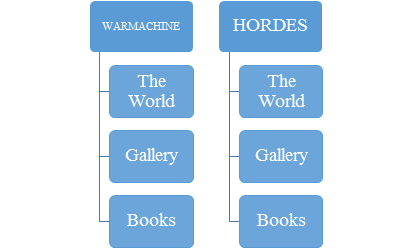 WARMACHINE
The
World
Gallery
Books
HORDES
The
World
Gallery
Books